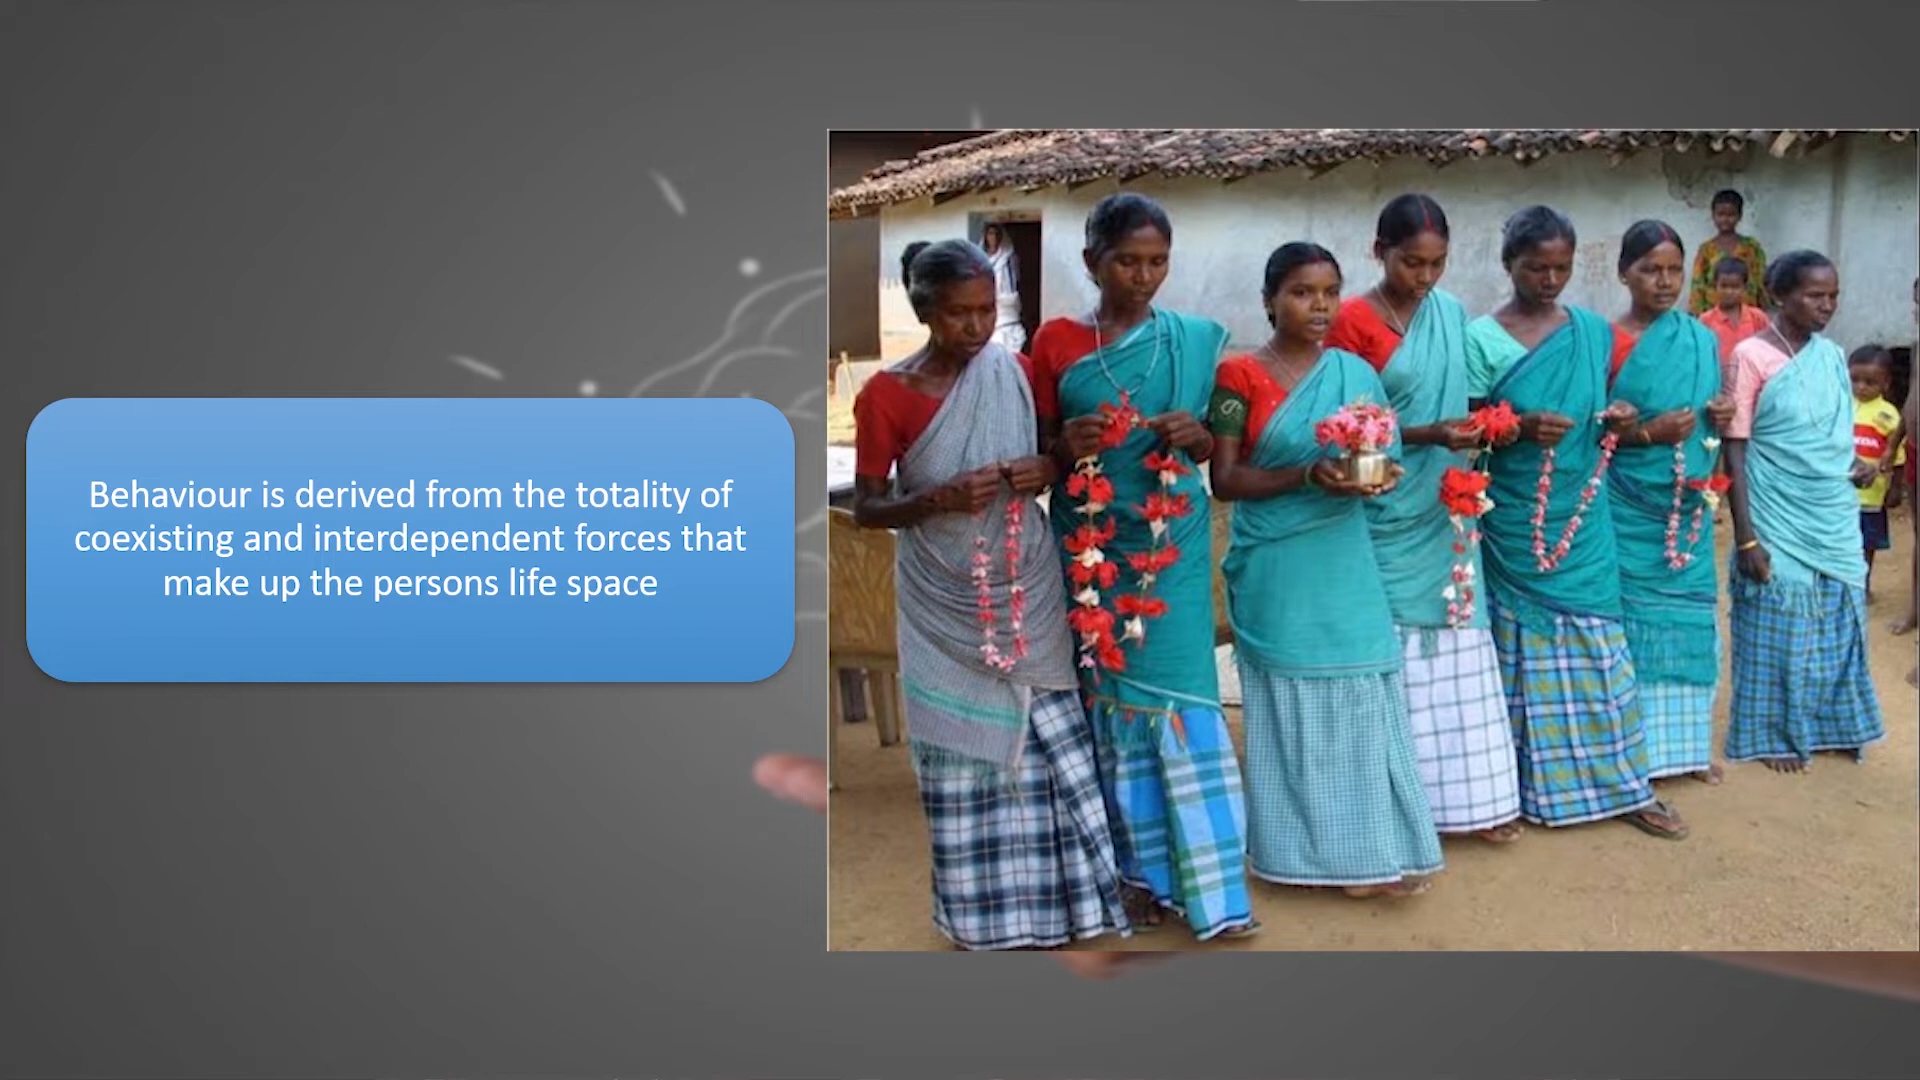 Behaviour is derived from the totality of
coexisting and interdependent forces that
make up the persons life space